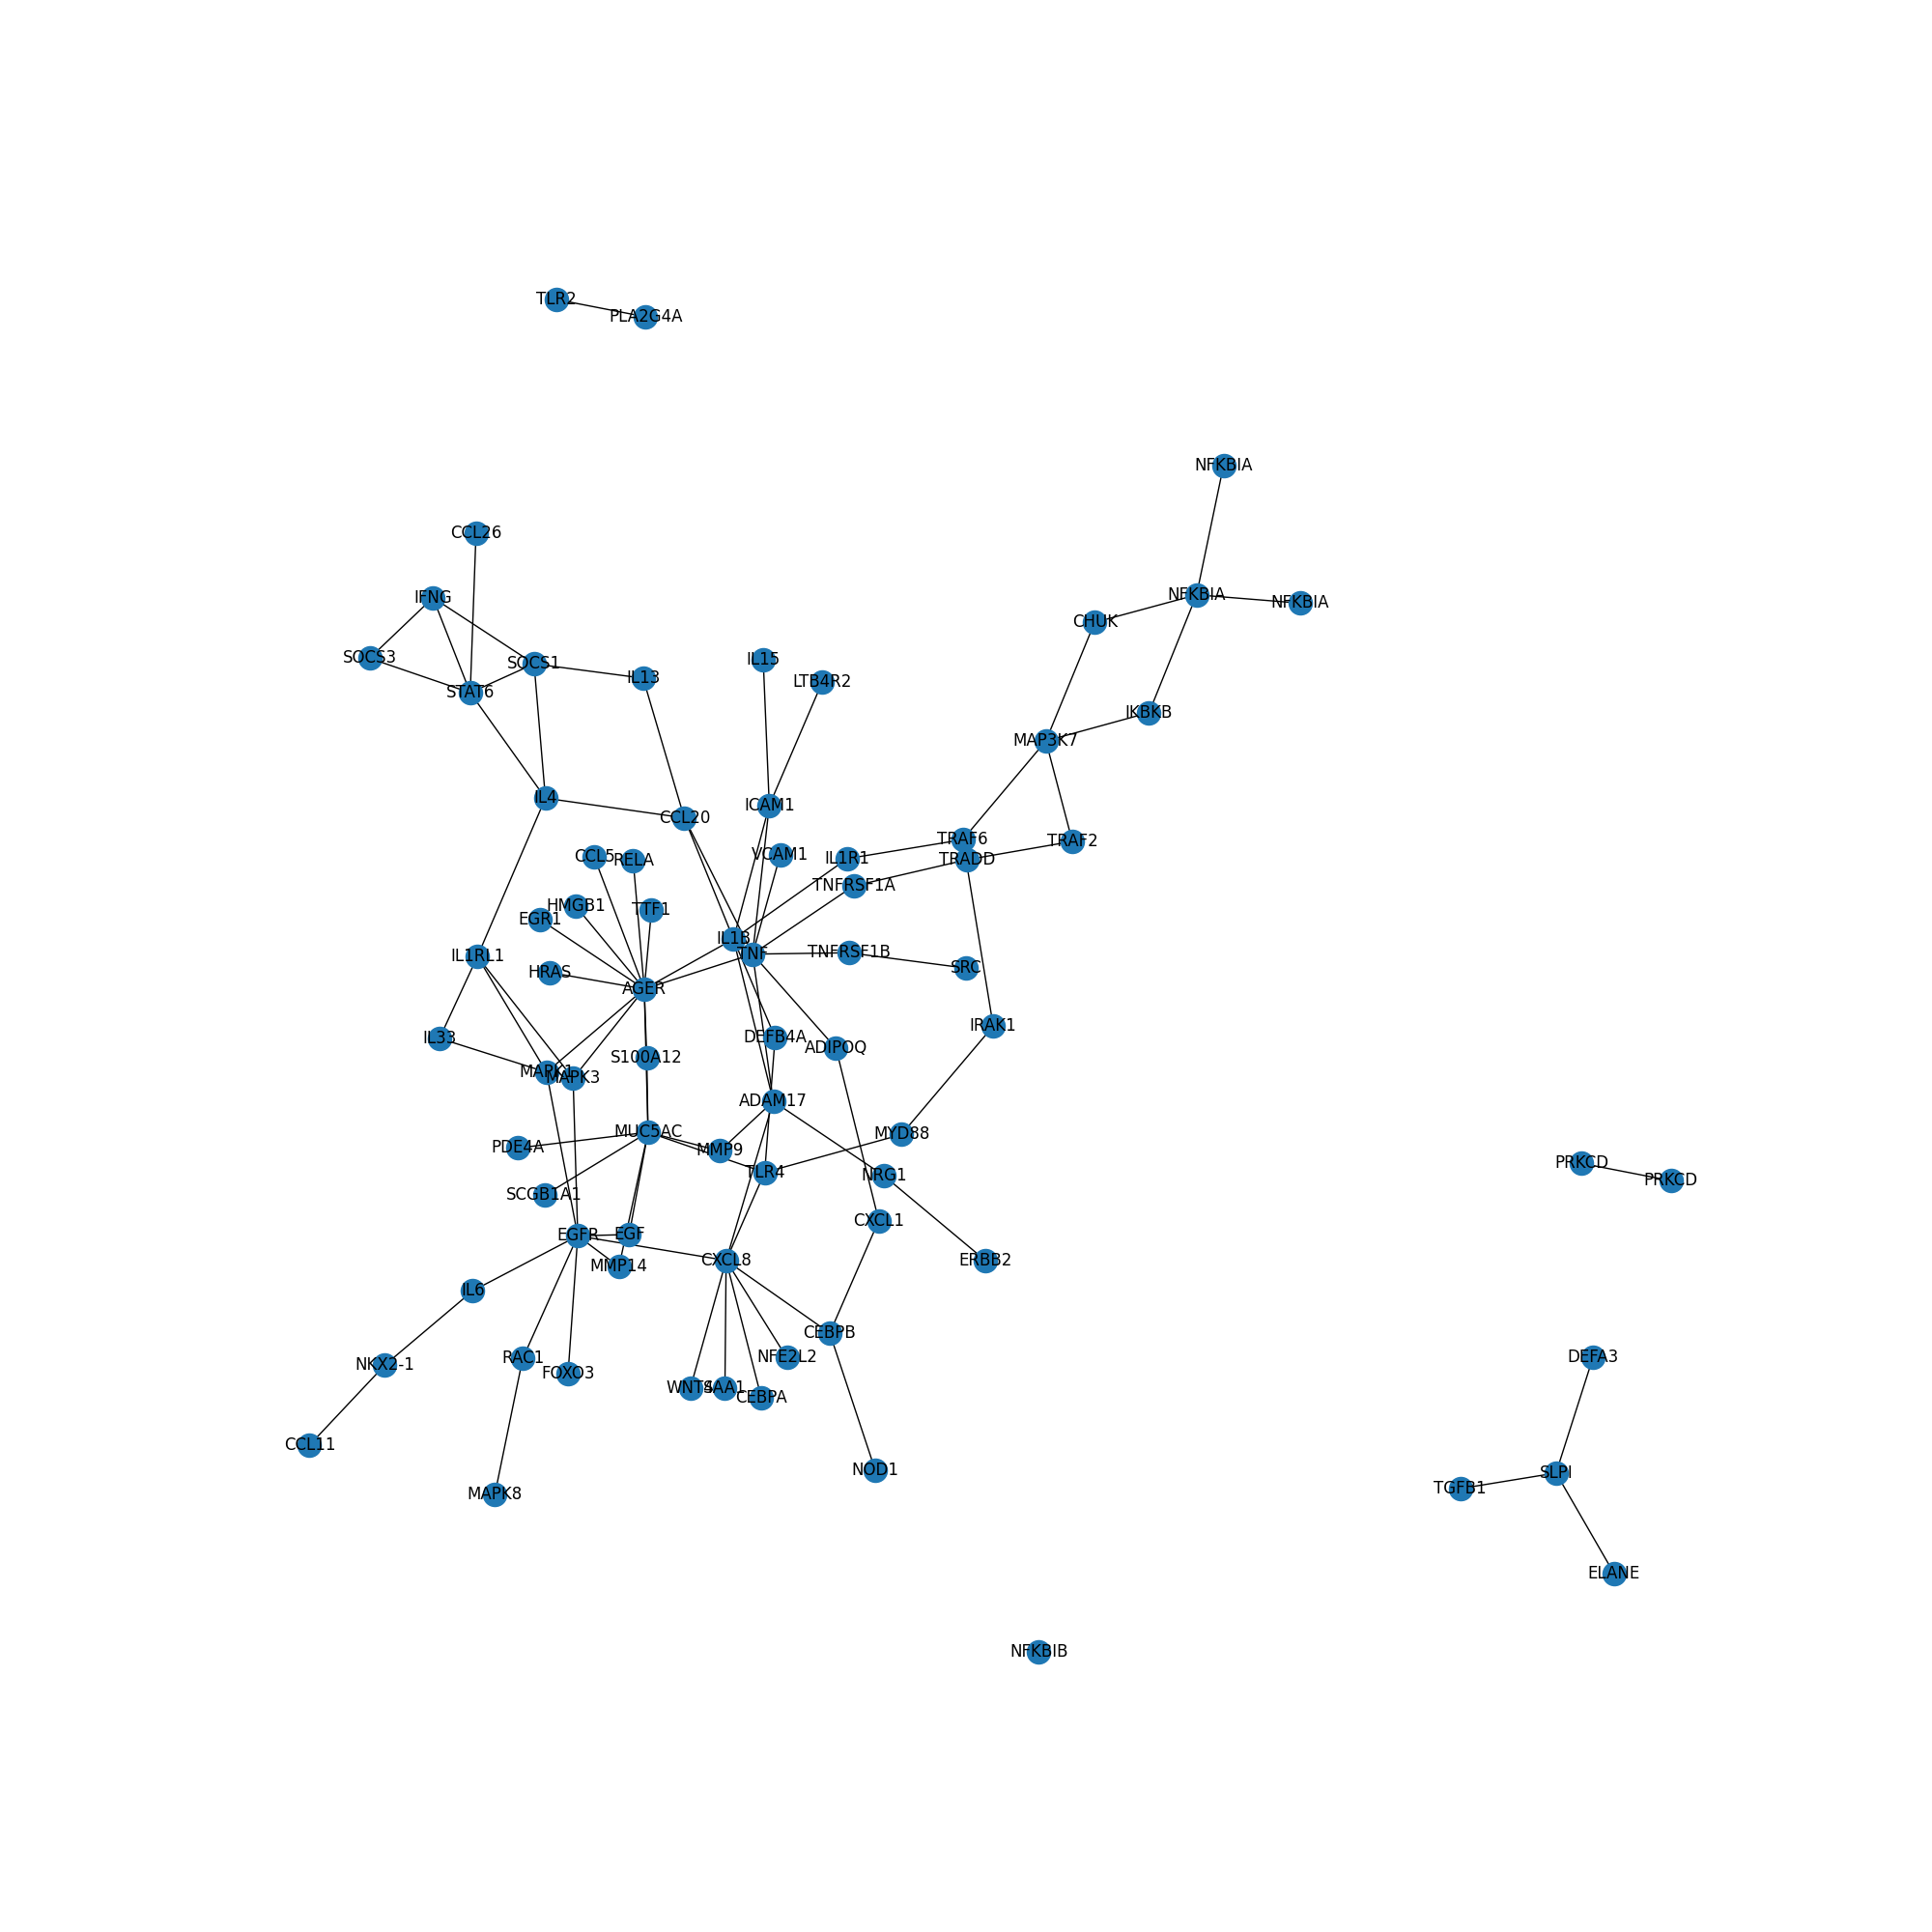 TLR2
PLA2G4A
NFKBIA
CCL26
IFNG
NFKBIA
NFKBIA
CHUK
SOCS3
SOCS1
IL15
IL13
LTB4R2
STAT6
IKBKB
MAP3K7
IL4
ICAM1
CCL20
TRAF6
TRAF2
CCL5
RELA
VCAM1
IL1R1
TRADD
TNFRSF1A
HMGB1
TTF1
EGR1
IL1B
TNF
TNFRSF1B
IL1RL1
SRC
HRAS
AGER
IRAK1
IL33
DEFB4A
ADIPOQ
S100A12
MAPK1
MAPK3
ADAM17
MUC5AC
MYD88
PDE4A
MMP9
PRKCD
TLR4
NRG1
PRKCD
SCGB1A1
CXCL1
EGFR
EGF
CXCL8
ERBB2
MMP14
IL6
CEBPB
NKX2-1
RAC1
NFE2L2
DEFA3
FOXO3
WNT4
SAA1
CEBPA
CCL11
NOD1
SLPI
TGFB1
MAPK8
ELANE
NFKBIB